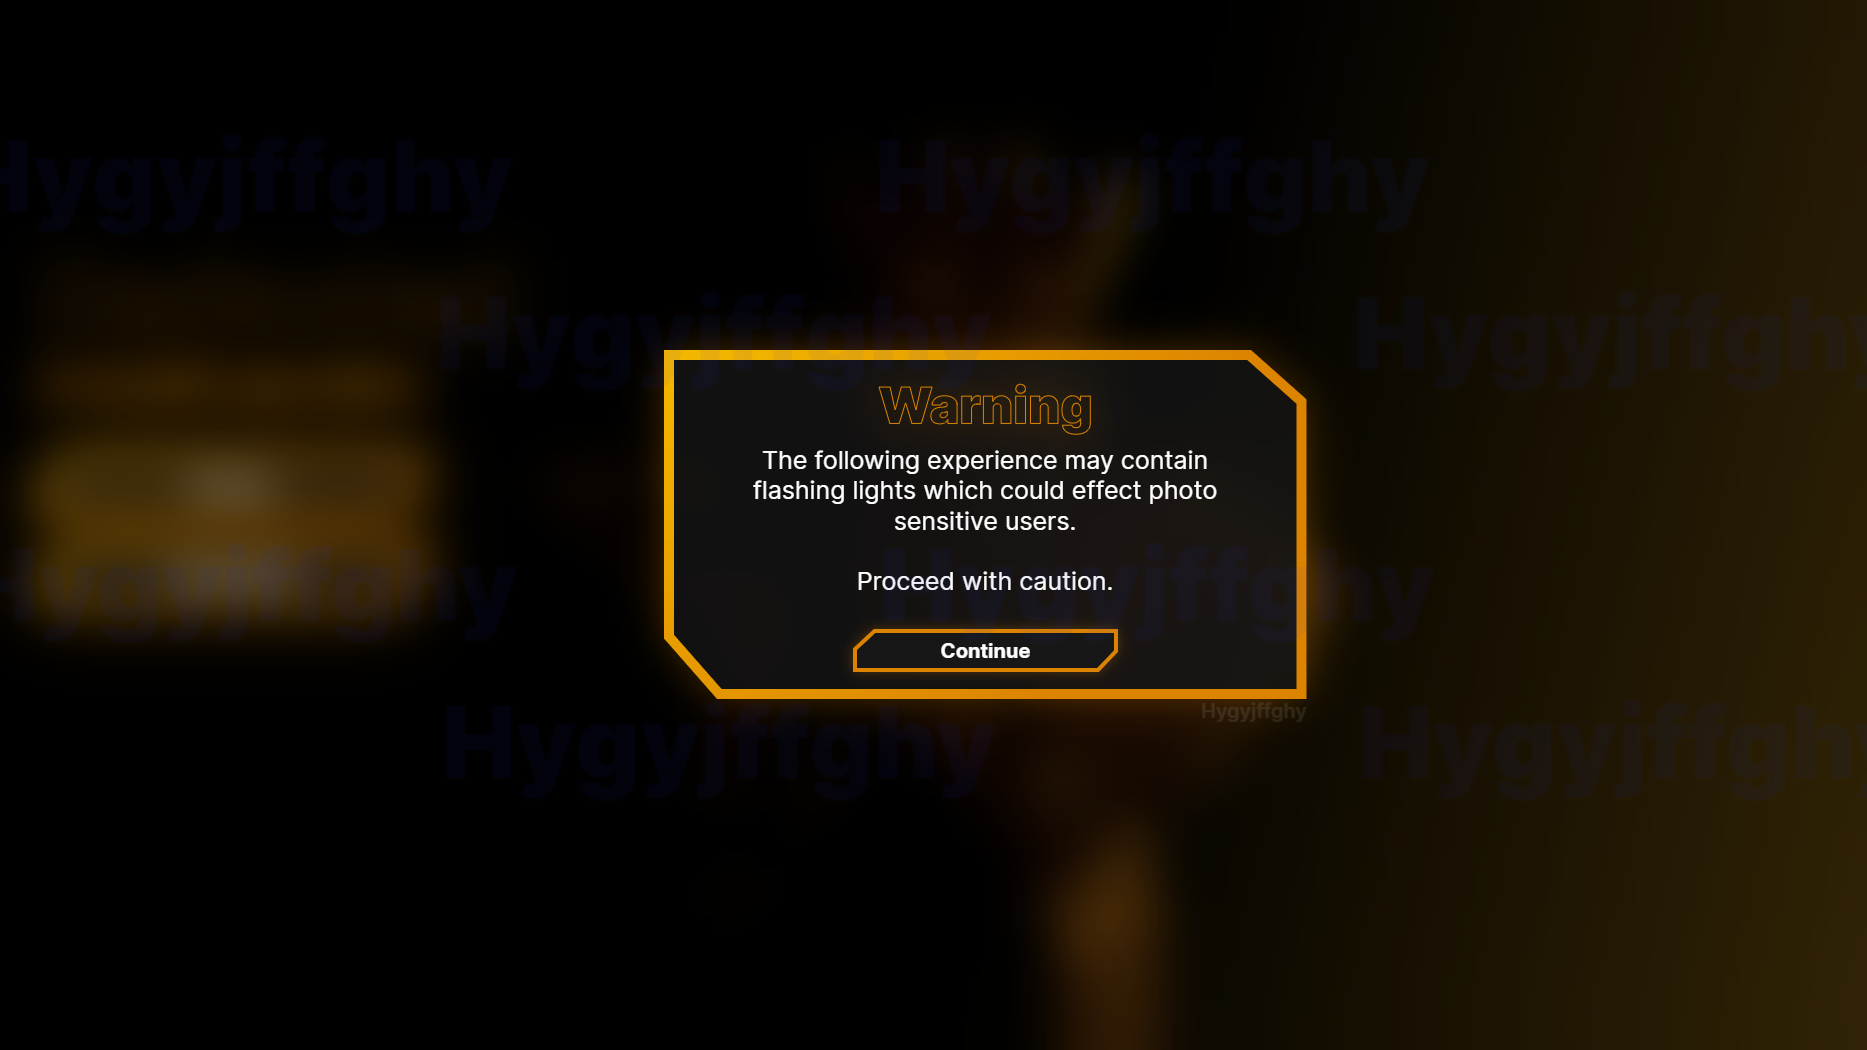 Hygyjffghy Hygyjffghy
Hygyjffghy Hygyjffghy
Warning
The following experience may contain
flashing lights which could effect photo
sensitive users.
Proceed with caution.
Hygyjffghy Hygyjffghy
Continue
Hygyjffghy
Hygyjffghy Hygyjffghy